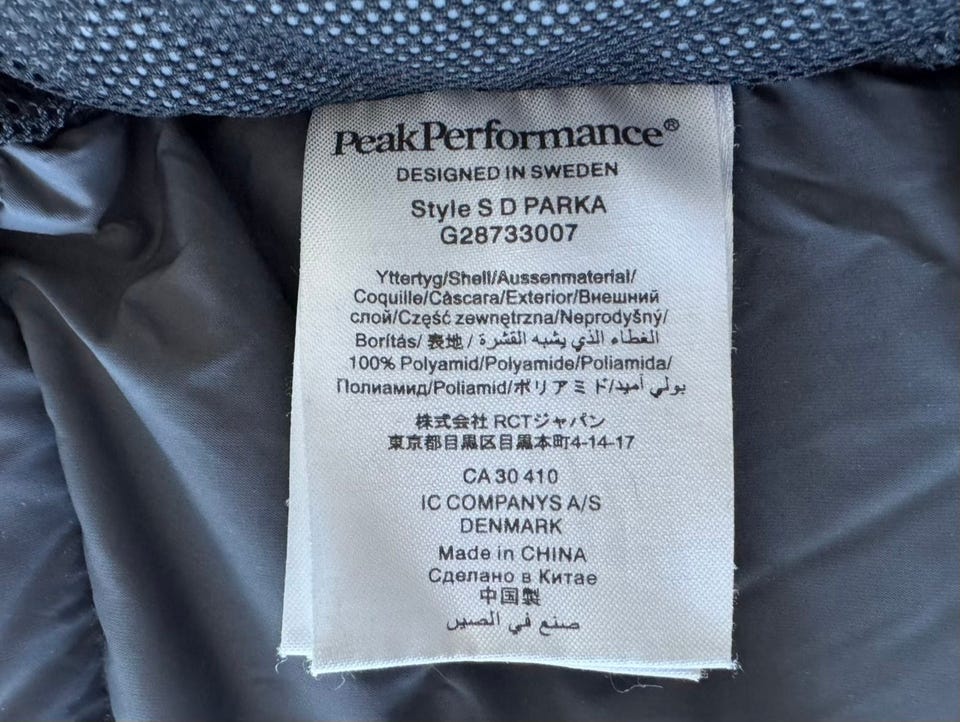 PeakPerformance®
DESIGNED IN SWEDEN
Style S D PARKA
G28733007
Yttertyg/Shell/Aussenmaterial/
Coquille/Cáscara/Exterior/Внешний
слой/Część zewnętrzna/Neprodyšný/
Borítás/表地/الغطاء الذي يشبه القشرة
100% Polyamid/Polyamide/Poliamida/
Полиамид/Poliamid/ポリアミド/بولي أميد
株式会社 RCTジャパン
東京都目黒区目黒本町4-14-17
CA 30 410
IC COMPANYS A/S
DENMARK
Made in CHINA
Сделано в Китае
中国製
صنع في الصين